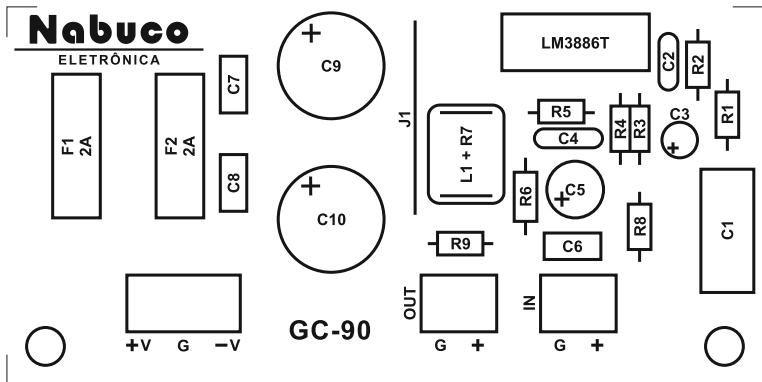 Nabuco
ELETRÔNICA
F1
2A
F2
2A
C7
C8
+
C9
+
C10
J1
LM3886T
C2
R2
R1
R5
C4
R4
R3
C3
+
L1 + R7
R6
C5
+
R8
C1
R9
C6
OUT
IN
+V G −V
GC-90
G +
G +